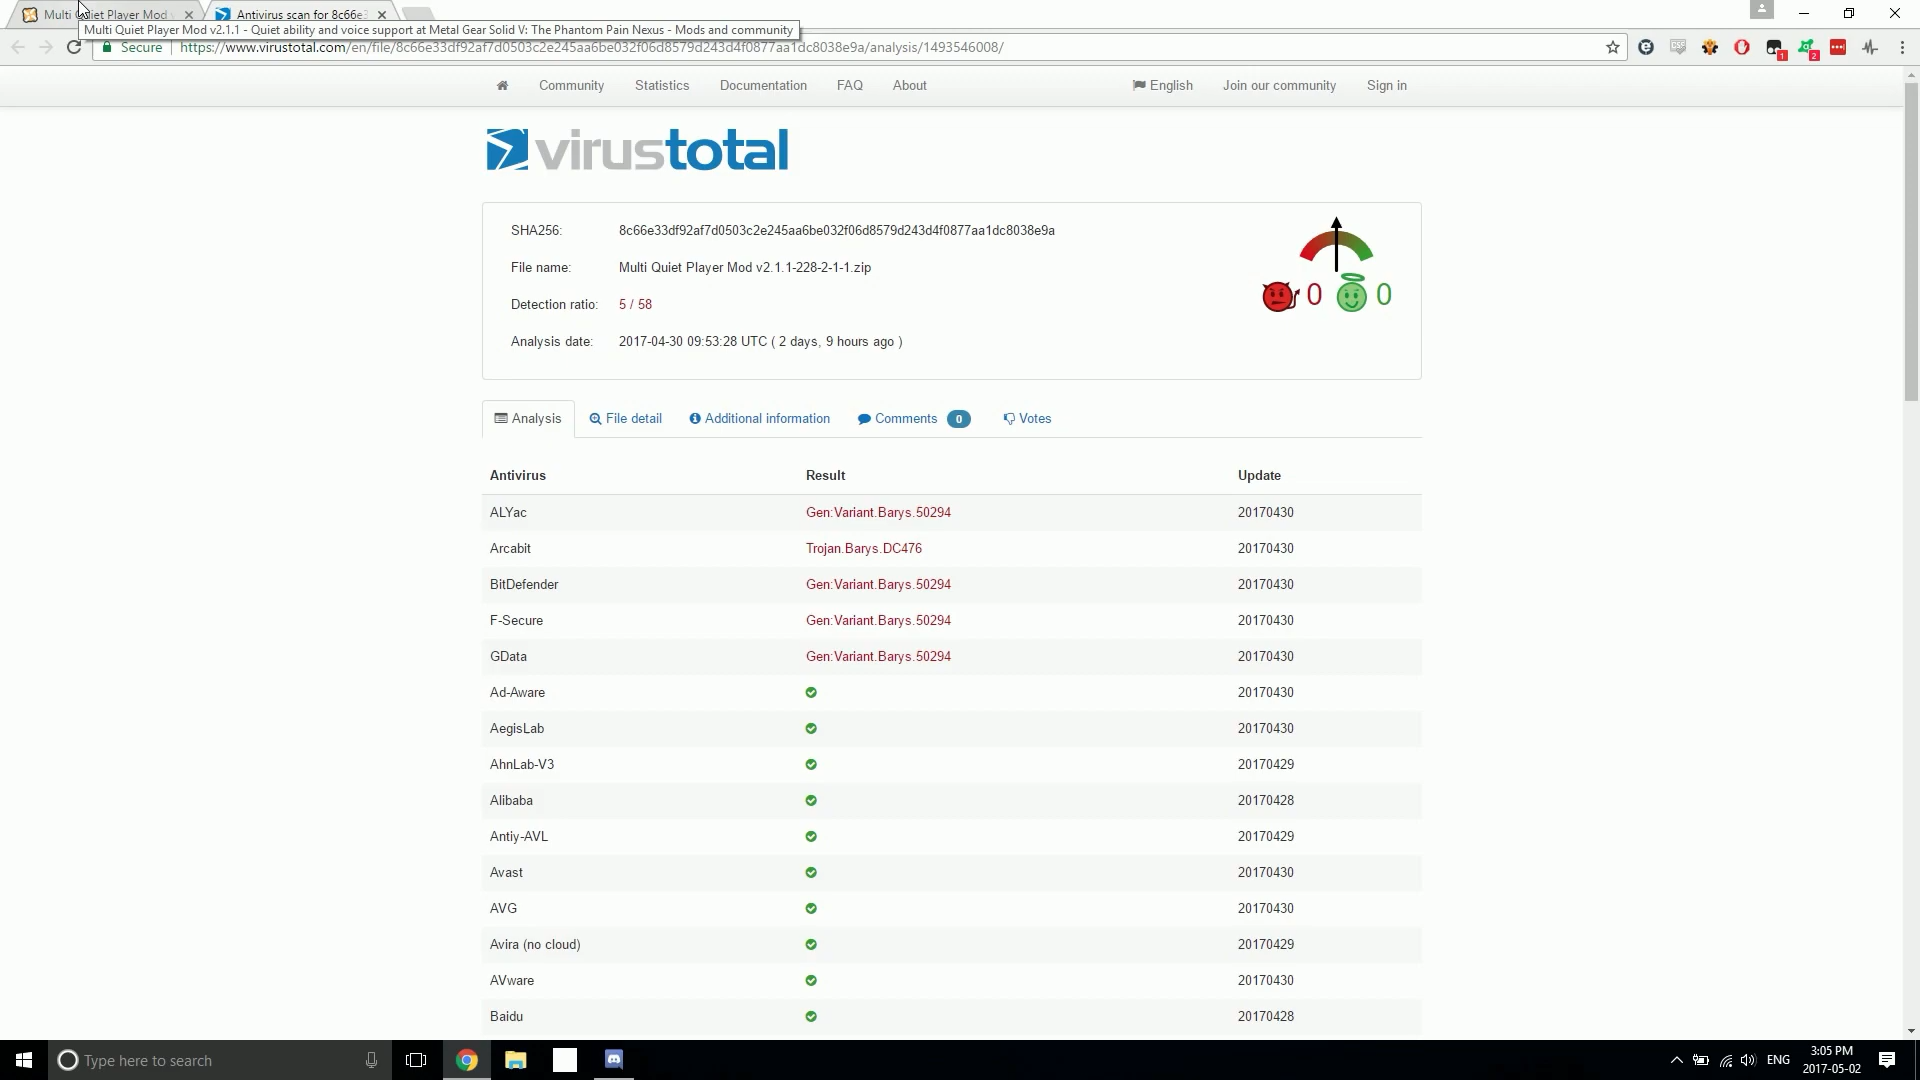 Multi Quiet Player Mod v
Antivirus scan for 8c66e3
Multi Quiet Player Mod v2.1.1 - Quiet ability and voice support at Metal Gear Solid V: The Phantom Pain Nexus - Mods and community
Secure https://www.virustotal.com/en/file/8c66e33df92af7d0503c2e245aa6be032f06d8579d243d4f0877aa1dc8038e9a/analysis/1493546008/
1
2
Community Statistics Documentation FAQ About English Join our community Sign in
virustotal
SHA256: 8c66e33df92af7d0503c2e245aa6be032f06d8579d243d4f0877aa1dc8038e9a
File name: Multi Quiet Player Mod v2.1.1-228-2-1-1.zip
Detection ratio: 5 / 58
0 0
Analysis date: 2017-04-30 09:53:28 UTC ( 2 days, 9 hours ago )
Analysis File detail Additional information Comments 0 Votes
Antivirus Result Update
ALYac Gen:Variant.Barys.50294 20170430
Arcabit Trojan.Barys.DC476 20170430
BitDefender Gen:Variant.Barys.50294 20170430
F-Secure Gen:Variant.Barys.50294 20170430
GData Gen:Variant.Barys.50294 20170430
Ad-Aware 20170430
AegisLab 20170430
AhnLab-V3 20170429
Alibaba 20170428
Antiy-AVL 20170429
Avast 20170430
AVG 20170430
Avira (no cloud) 20170429
AVware 20170430
Baidu 20170428
Type here to search
ENG
3:05 PM
2017-05-02